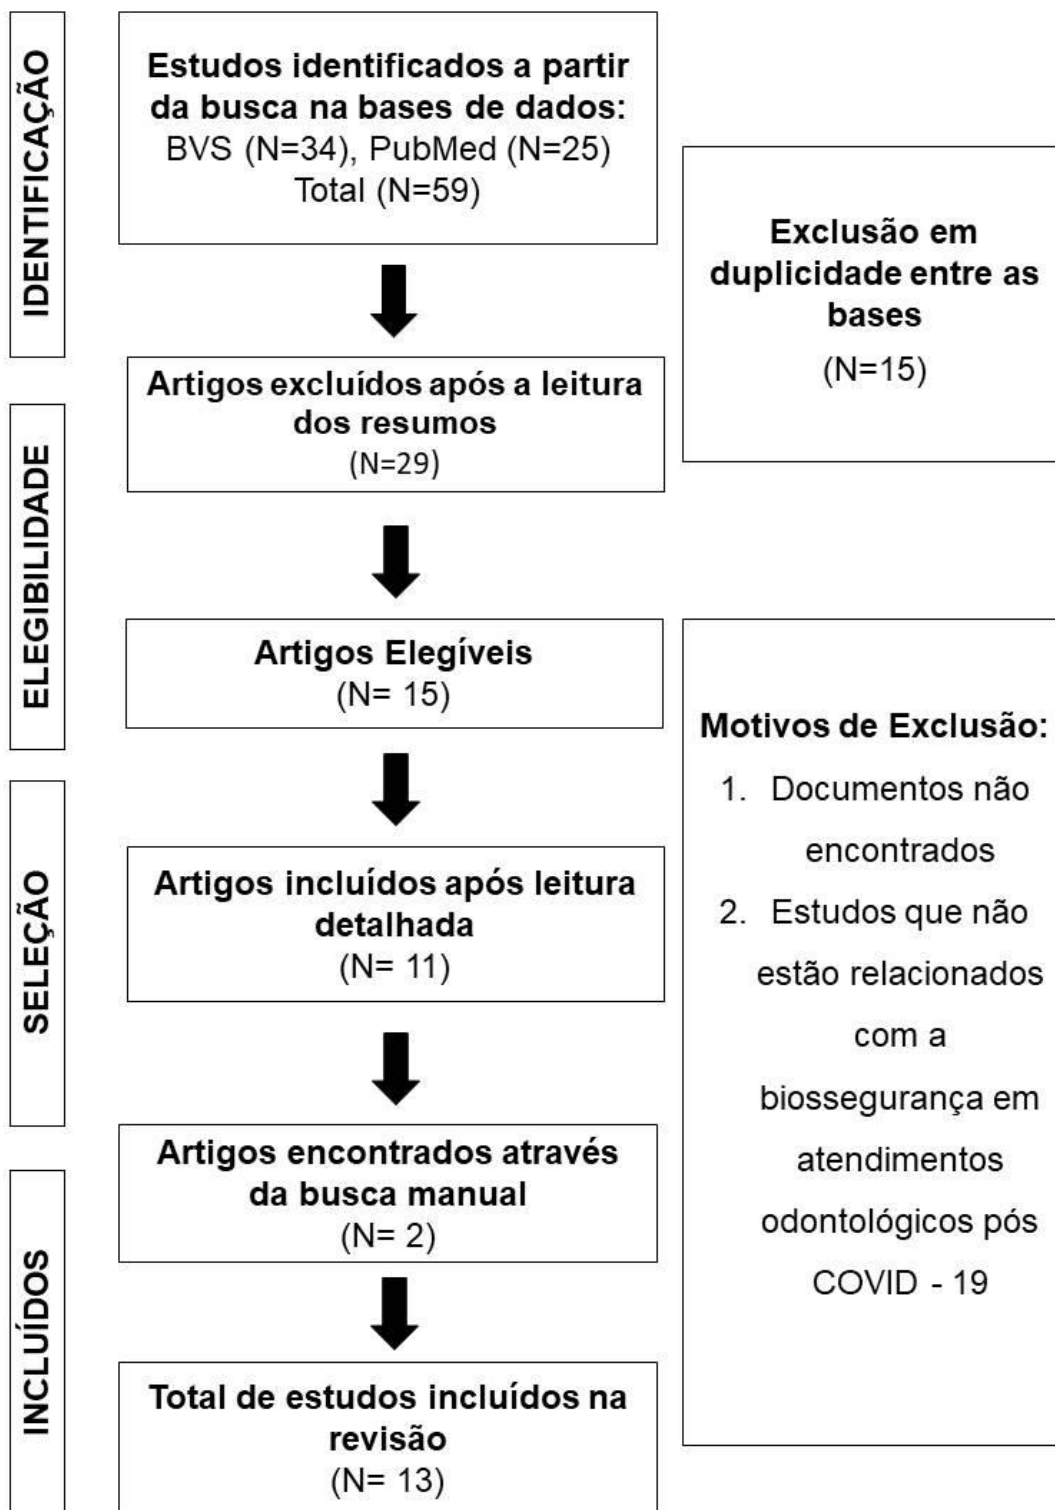 IDENTIFICAÇÃO
Estudos identificados a partir
da busca na bases de dados:
BVS (N=34), PubMed (N=25)
Total (N=59)
Exclusão em
duplicidade entre as
bases
(N=15)
Artigos excluídos após a leitura
dos resumos
(N=29)
ELEGIBILIDADE
Artigos Elegíveis
(N= 15)
Motivos de Exclusão:
1. Documentos não
encontrados
2. Estudos que não
estão relacionados
com a
biossegurança em
atendimentos
odontológicos pós
COVID - 19
SELEÇÃO
Artigos incluídos após leitura
detalhada
(N= 11)
Artigos encontrados através
da busca manual
(N= 2)
INCLUÍDOS
Total de estudos incluídos na
revisão
(N= 13)